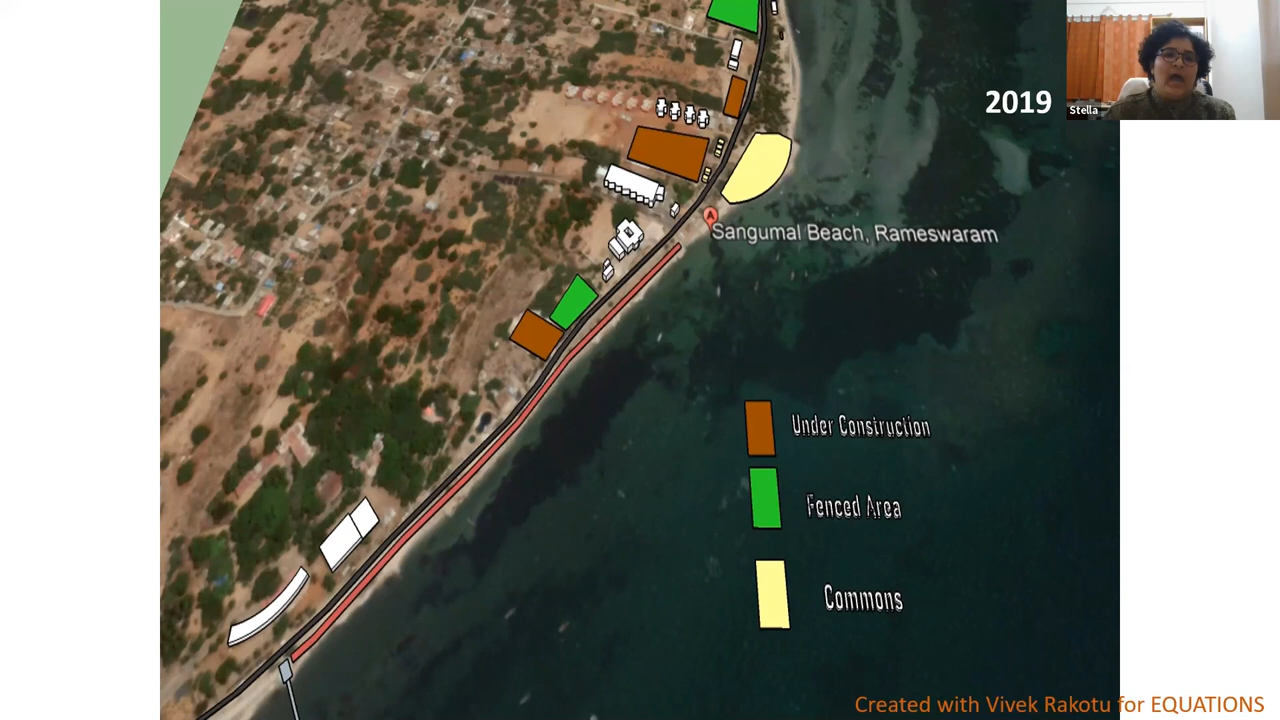 2019
Stella
A
Sangumal Beach, Rameswaram
Under Construction
Fenced Area
Commons
Created with Vivek Rakotu for EQUATIONS